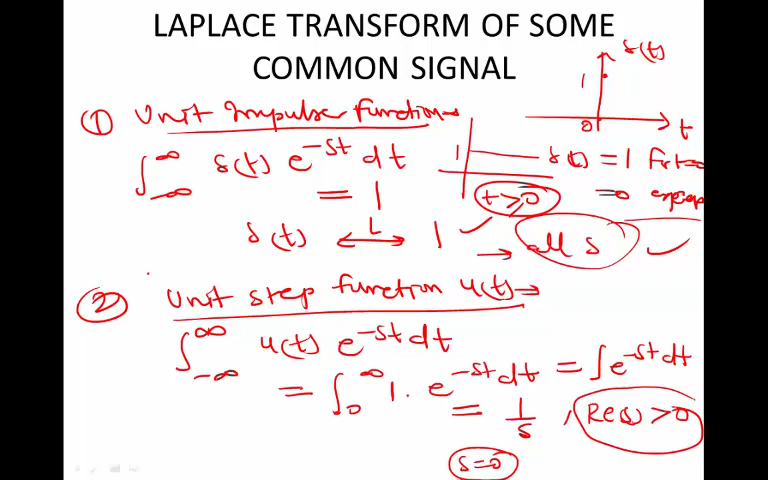 LAPLACE TRANSFORM OF SOME
COMMON SIGNAL
δ(t)
1
0
t
① Unit Impulse function→
∫_{-∞}^{∞} δ(t) e^{-st} dt
= 1
1
δ(t) = 1 for t=0
=0 except
t>0
δ(t) ⟷^L 1 ✓ → all s ✓
② Unit step function u(t)→
∫_{-∞}^{∞} u(t) e^{-st} dt
= ∫_0^∞ 1. e^{-st} dt = ∫e^{-st} dt
= 1/s , Re(s) > 0
s=0